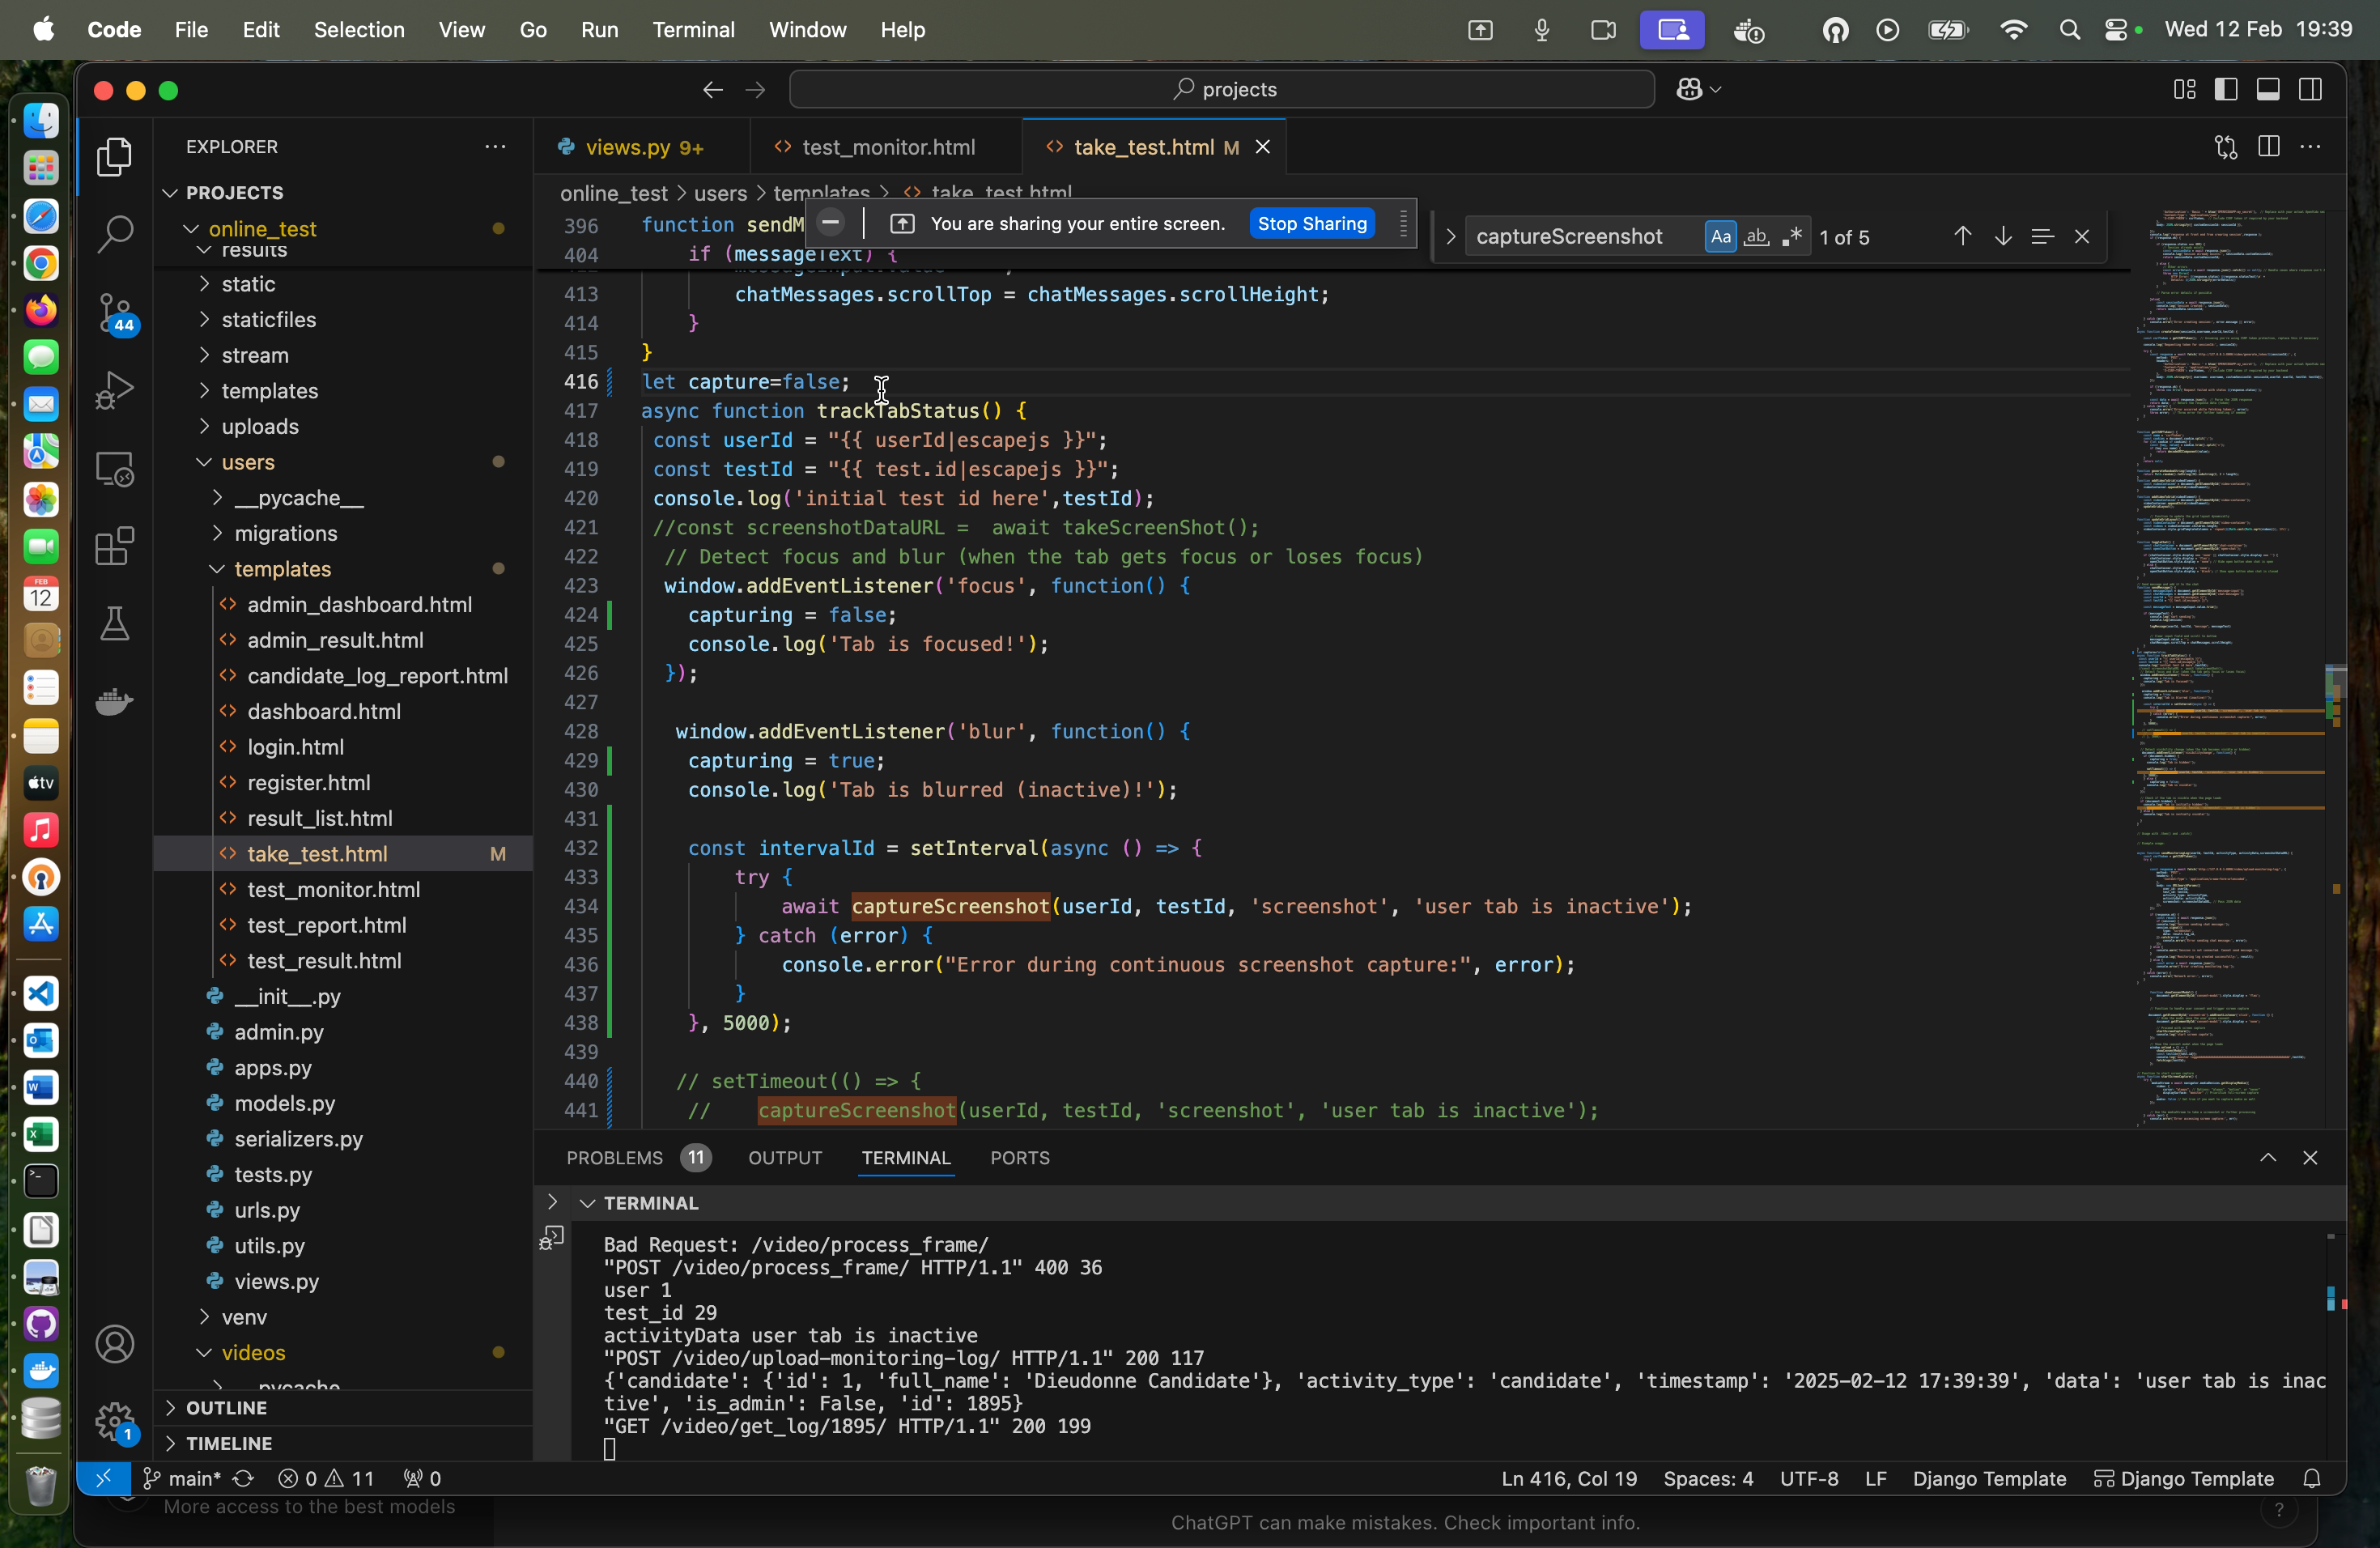 Code File Edit Selection View Go Run Terminal Window Help Wed 12 Feb 19:39
projects
EXPLORER
PROJECTS
online_test
results
static
staticfiles
stream
templates
uploads
users
__pycache__
migrations
templates
admin_dashboard.html
admin_result.html
candidate_log_report.html
dashboard.html
login.html
register.html
result_list.html
take_test.html M
test_monitor.html
test_report.html
test_result.html
__init__.py
admin.py
apps.py
models.py
serializers.py
tests.py
urls.py
utils.py
views.py
venv
videos
OUTLINE
TIMELINE
44
1
FEB
12
tv
views.py 9+
test_monitor.html
take_test.html M
online_test > users > templates > take_test.html
You are sharing your entire screen. Stop Sharing
captureScreenshot Aa ab 1 of 5
396 function sendM
404 if (messageText) {
413 chatMessages.scrollTop = chatMessages.scrollHeight;
414 }
415 }
416 let capture=false;
417 async function trackTabStatus() {
418 const userId = "{{ userId|escapejs }}";
419 const testId = "{{ test.id|escapejs }}";
420 console.log('initial test id here',testId);
421 //const screenshotDataURL =  await takeScreenShot();
422 // Detect focus and blur (when the tab gets focus or loses focus)
423 window.addEventListener('focus', function() {
424 capturing = false;
425 console.log('Tab is focused!');
426 });
427
428 window.addEventListener('blur', function() {
429 capturing = true;
430 console.log('Tab is blurred (inactive)!');
431
432 const intervalId = setInterval(async () => {
433 try {
434 await captureScreenshot(userId, testId, 'screenshot', 'user tab is inactive');
435 } catch (error) {
436 console.error("Error during continuous screenshot capture:", error);
437 }
438 }, 5000);
439
440 // setTimeout(() => {
441 // captureScreenshot(userId, testId, 'screenshot', 'user tab is inactive');
PROBLEMS 11 OUTPUT TERMINAL PORTS
TERMINAL
Bad Request: /video/process_frame/
"POST /video/process_frame/ HTTP/1.1" 400 36
user 1
test_id 29
activityData user tab is inactive
"POST /video/upload-monitoring-log/ HTTP/1.1" 200 117
{'candidate': {'id': 1, 'full_name': 'Dieudonne Candidate'}, 'activity_type': 'candidate', 'timestamp': '2025-02-12 17:39:39', 'data': 'user tab is inac
tive', 'is_admin': False, 'id': 1895}
"GET /video/get_log/1895/ HTTP/1.1" 200 199
main* 0 11 0 Ln 416, Col 19 Spaces: 4 UTF-8 LF Django Template Django Template
More access to the best models
ChatGPT can make mistakes. Check important info.
?